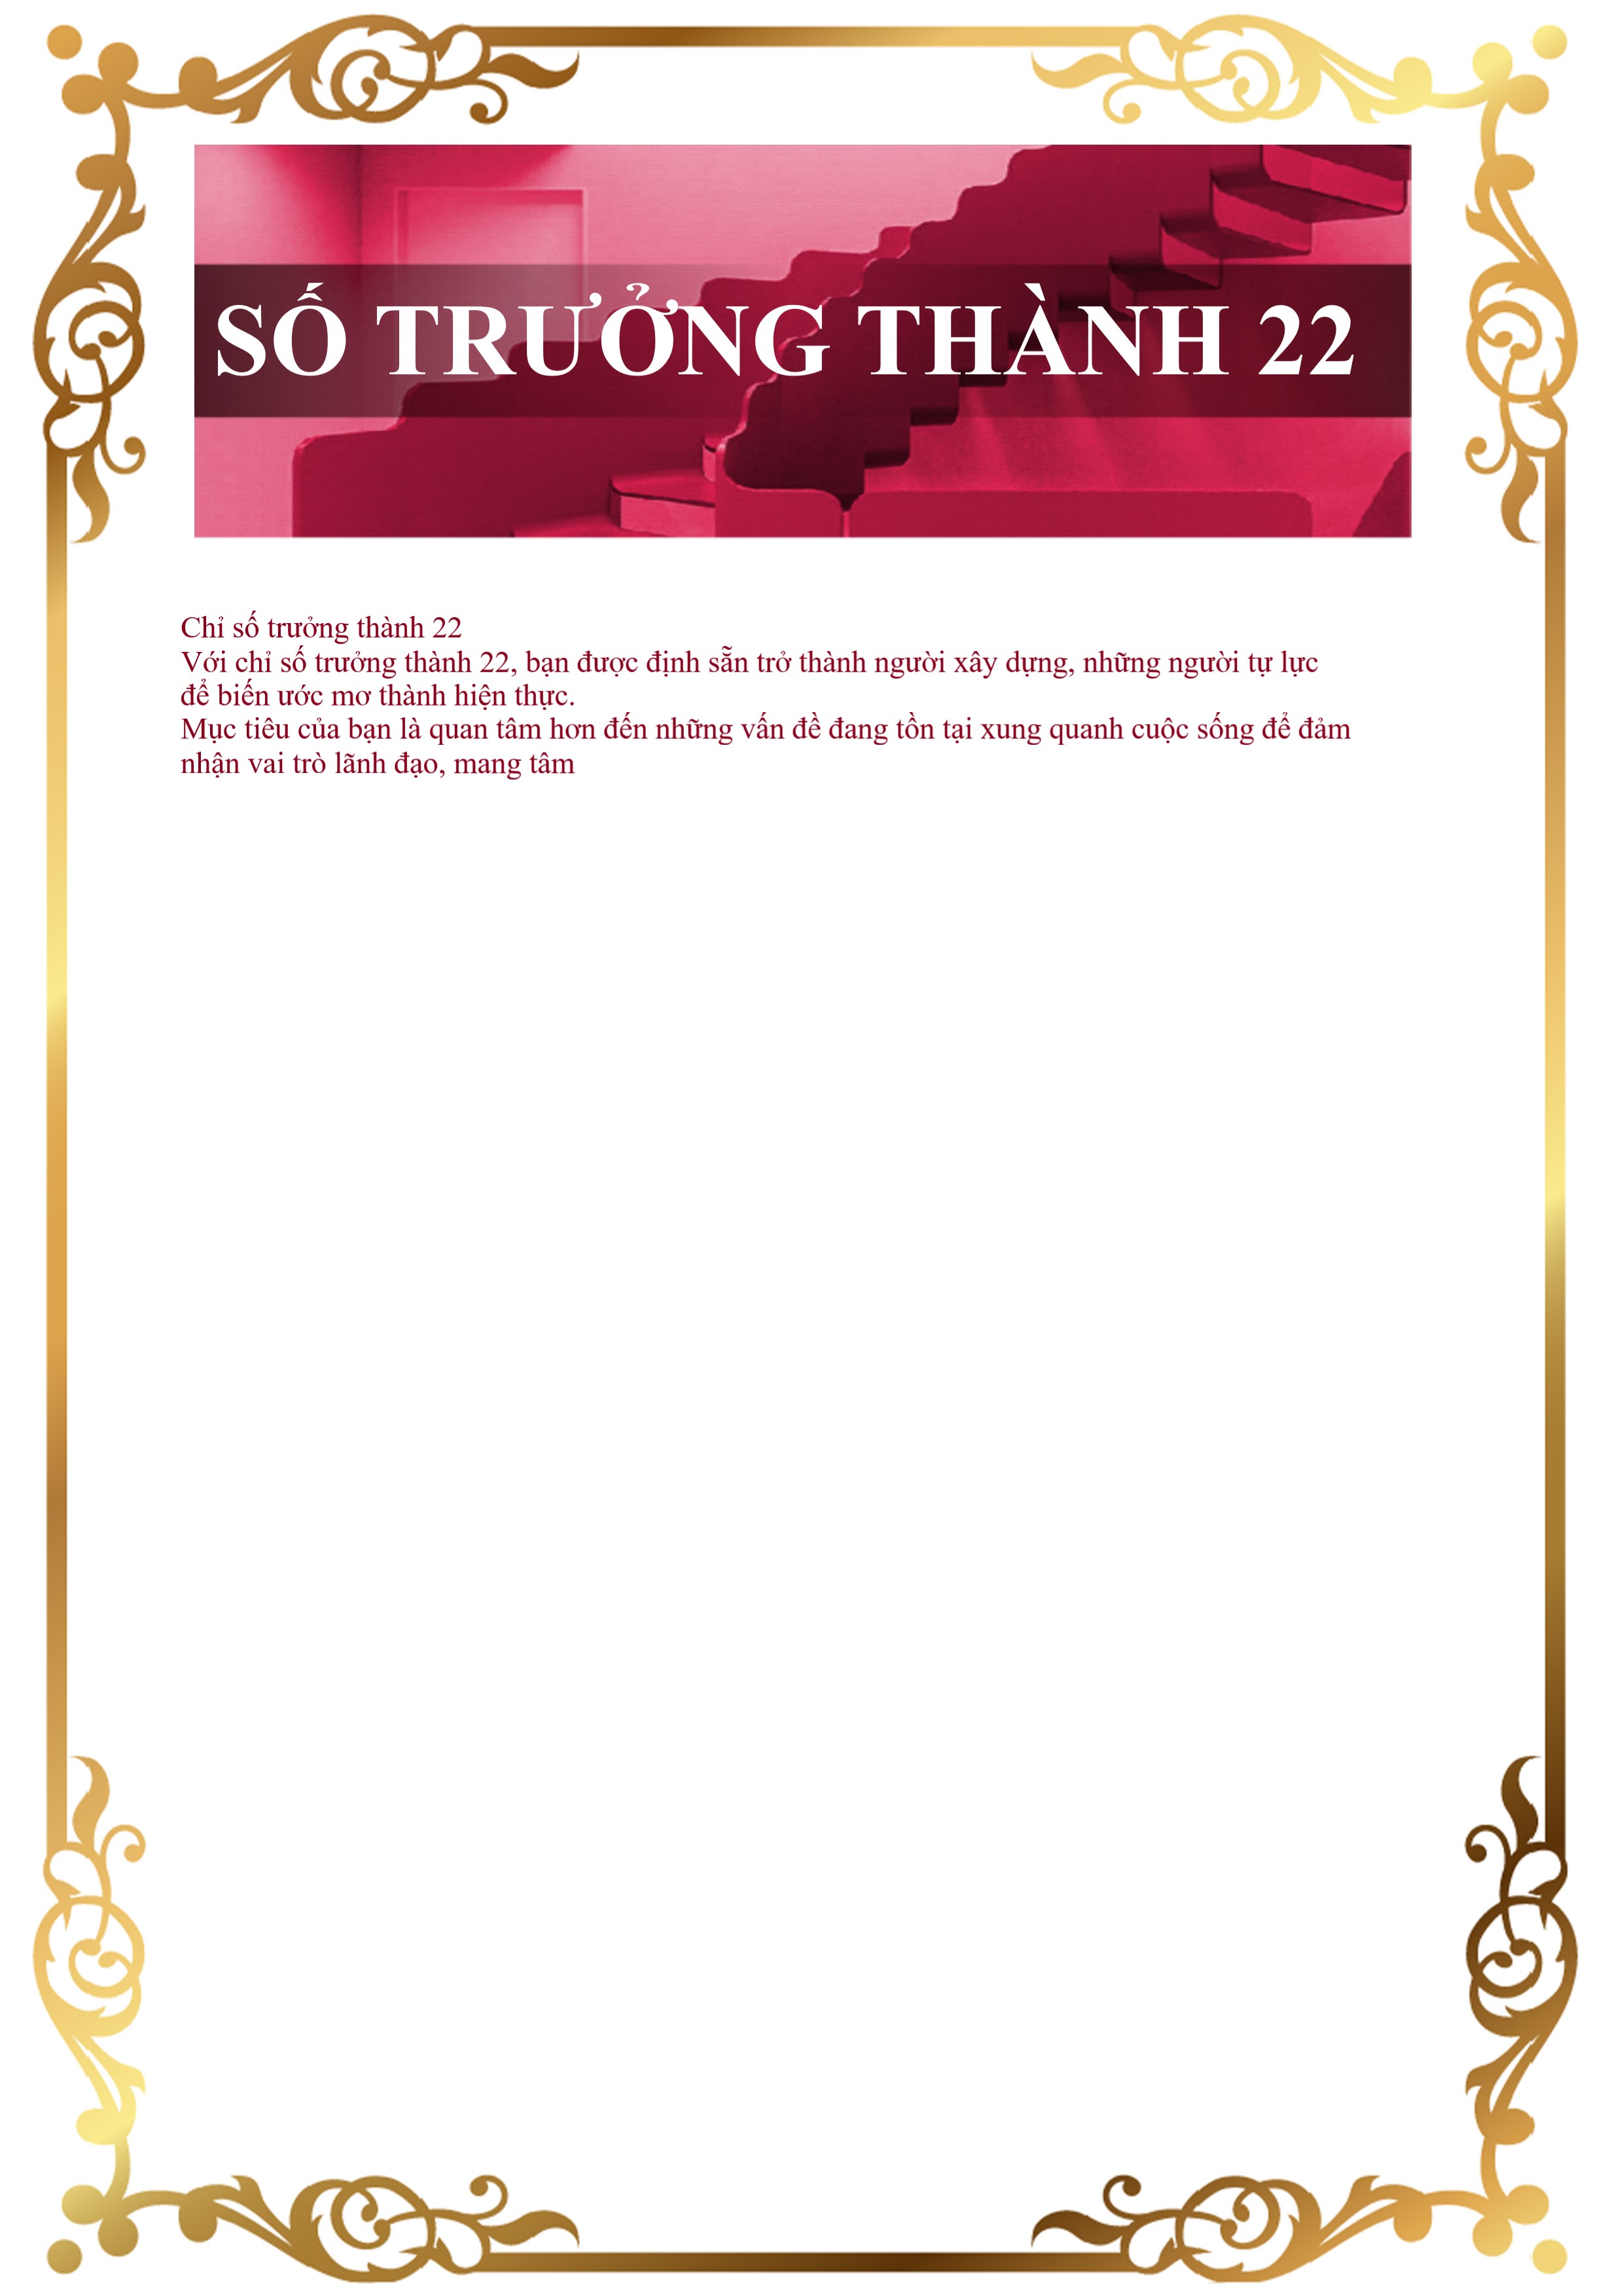 SỐ TRƯỞNG THÀNH 22
Chỉ số trưởng thành 22
Với chỉ số trưởng thành 22, bạn được định sẵn trở thành người xây dựng, những người tự lực
để biến ước mơ thành hiện thực.
Mục tiêu của bạn là quan tâm hơn đến những vấn đề đang tồn tại xung quanh cuộc sống để đảm
nhận vai trò lãnh đạo, mang tâm